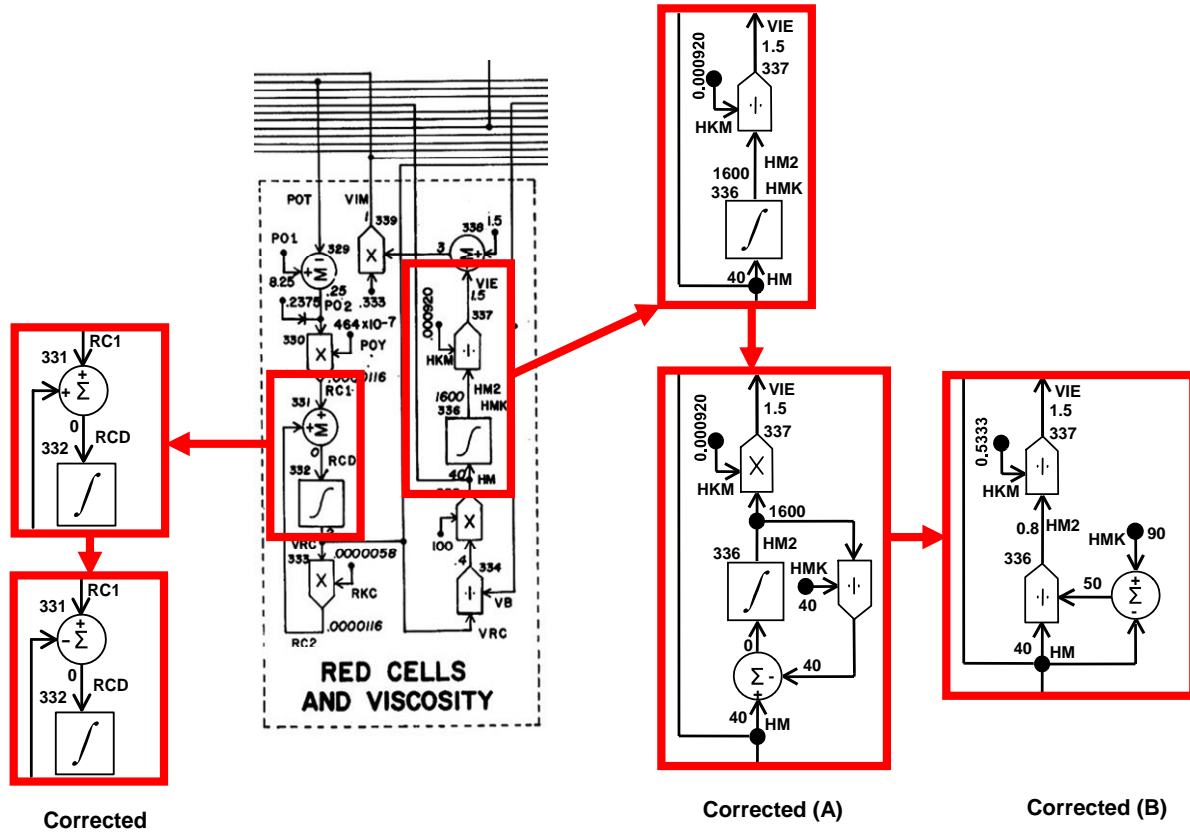 RC1
331
+
+ Σ
0
332
RCD
∫
RC1
331
+
- Σ
0
332
RCD
∫
Corrected
POT
VIM
1
339
338
1.5
PO1
329
-
+ M
8.25
.25
PO2
.2375
X
3
M +
.333
VIE
1.5
464x10-7
330
X
POY
.0000116
.000920
337
÷
HKM
RC1
331
+ M +
0
RCD
332
∫
HM2
1600
HMK
336
∫
40
HM
VRC
333
.0000058
X
RKC
.0000116
RC2
X
100
.4
334
÷
VB
VRC
RED CELLS
AND VISCOSITY
VIE
1.5
337
0.000920
÷
HKM
HM2
1600
HMK
336
∫
40
HM
VIE
1.5
337
0.000920
X
HKM
1600
336
HM2
HMK
∫
÷
40
0
40
Σ -
+
40
HM
Corrected (A)
VIE
1.5
337
0.5333
÷
HKM
0.8
HM2
HMK
90
336
50
÷
+
Σ
-
40
HM
Corrected (B)